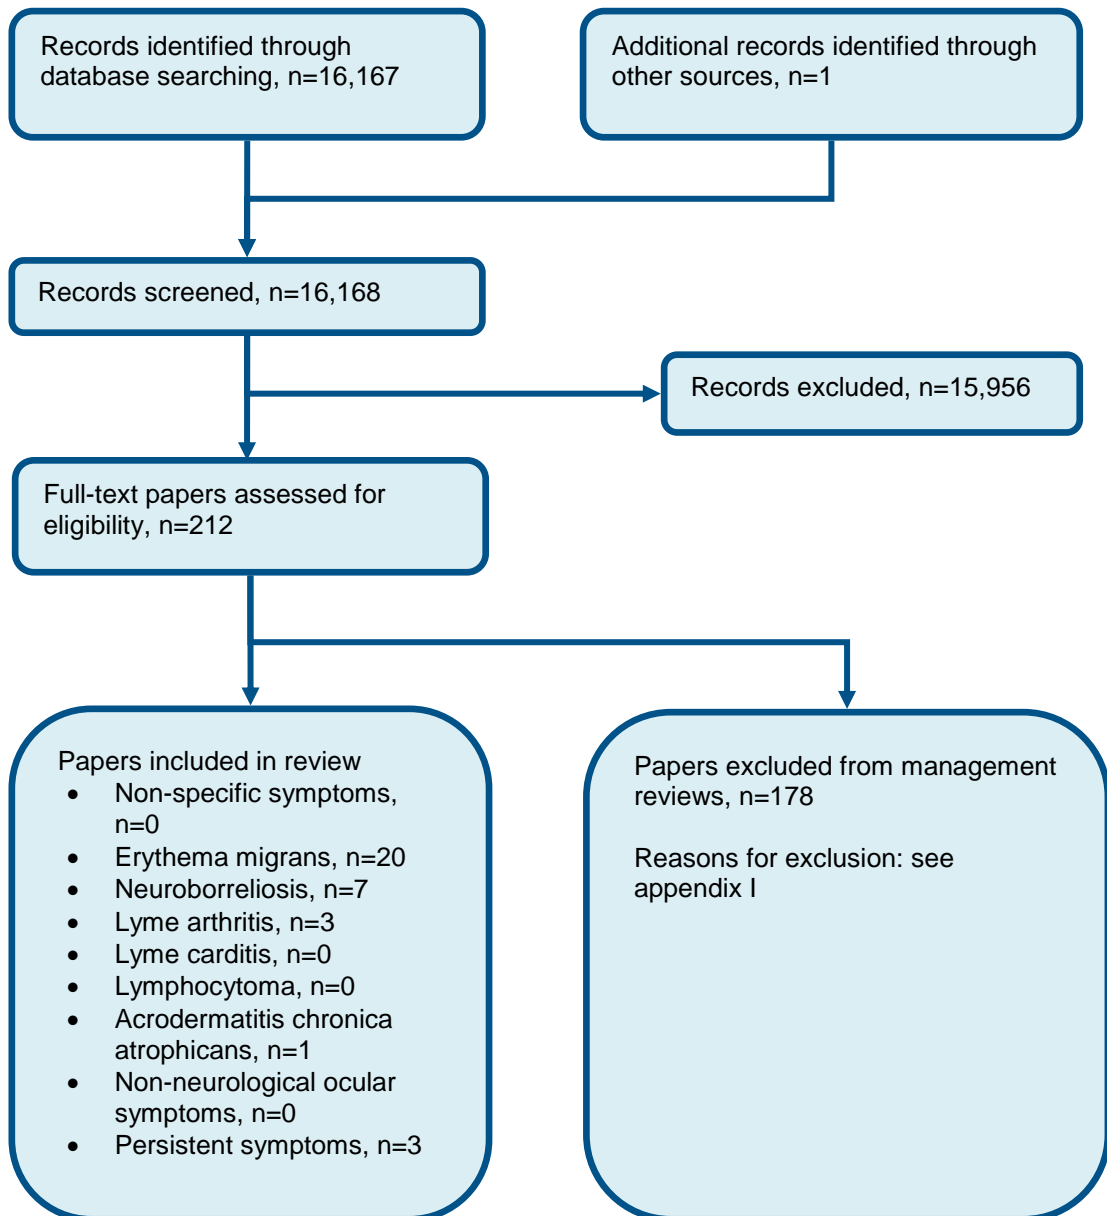 Records identified through
database searching, n=16,167
Additional records identified through
other sources, n=1
Records screened, n=16,168
Records excluded, n=15,956
Full-text papers assessed for
eligibility, n=212
Papers included in review
• Non-specific symptoms,
n=0
• Erythema migrans, n=20
• Neuroborreliosis, n=7
• Lyme arthritis, n=3
• Lyme carditis, n=0
• Lymphocytoma, n=0
• Acrodermatitis chronica
atrophicans, n=1
• Non-neurological ocular
symptoms, n=0
• Persistent symptoms, n=3
Papers excluded from management
reviews, n=178
Reasons for exclusion: see
appendix I